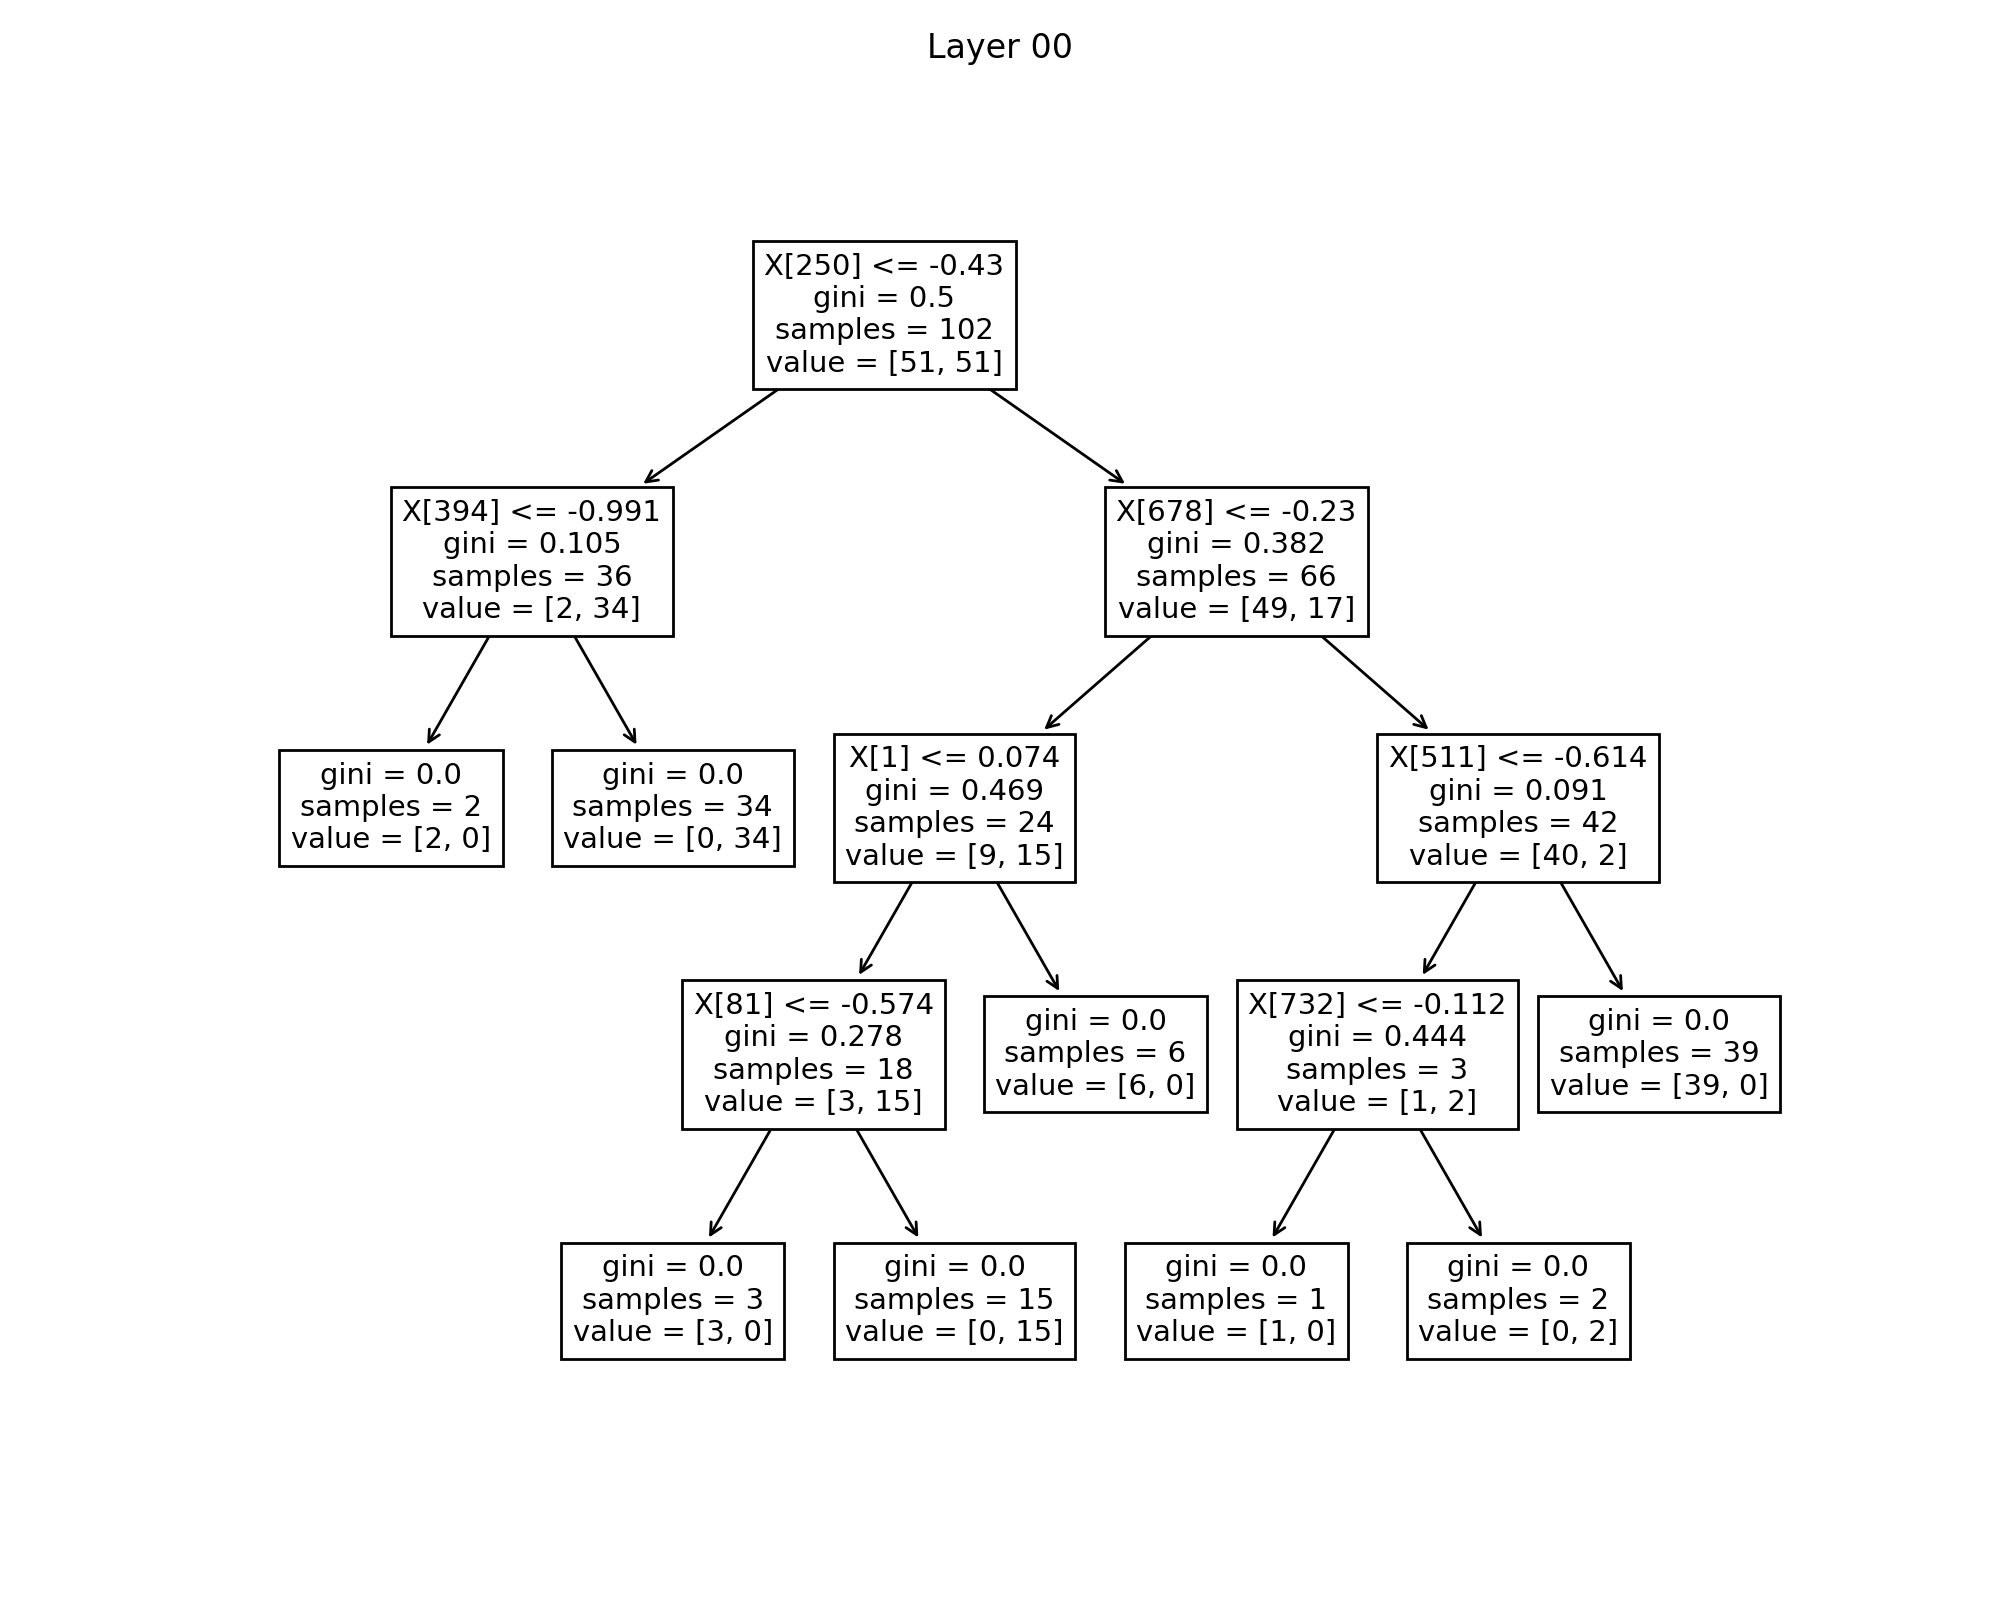 Layer 00
X[250] <= -0.43
gini = 0.5
samples = 102
value = [51, 51]
X[394] <= -0.991
gini = 0.105
samples = 36
value = [2, 34]
X[678] <= -0.23
gini = 0.382
samples = 66
value = [49, 17]
gini = 0.0
samples = 2
value = [2, 0]
gini = 0.0
samples = 34
value = [0, 34]
X[1] <= 0.074
gini = 0.469
samples = 24
value = [9, 15]
X[511] <= -0.614
gini = 0.091
samples = 42
value = [40, 2]
X[81] <= -0.574
gini = 0.278
samples = 18
value = [3, 15]
gini = 0.0
samples = 6
value = [6, 0]
X[732] <= -0.112
gini = 0.444
samples = 3
value = [1, 2]
gini = 0.0
samples = 39
value = [39, 0]
gini = 0.0
samples = 3
value = [3, 0]
gini = 0.0
samples = 15
value = [0, 15]
gini = 0.0
samples = 1
value = [1, 0]
gini = 0.0
samples = 2
value = [0, 2]